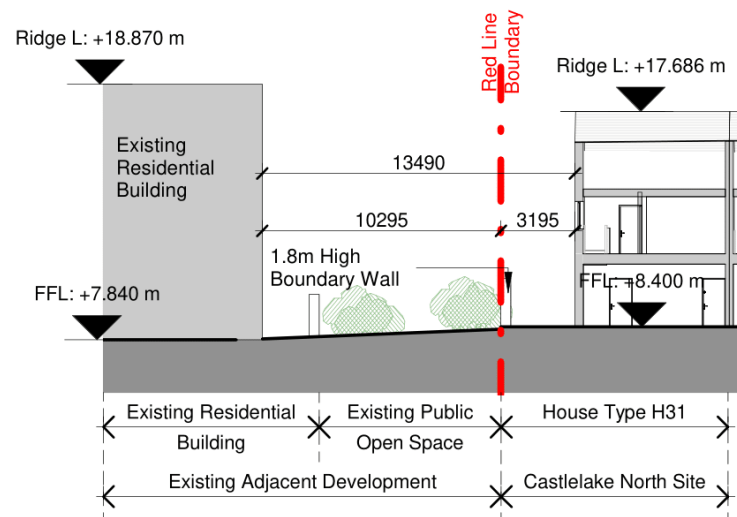 Ridge L: +18.870 m
Red Line
Boundary
Ridge L: +17.686 m
Existing
Residential
Building
13490
10295
3195
1.8m High
Boundary Wall
FFL: +7.840 m
FFL: +8.400 m
Existing Residential
Building
Existing Public
Open Space
House Type H31
Existing Adjacent Development
Castlelake North Site